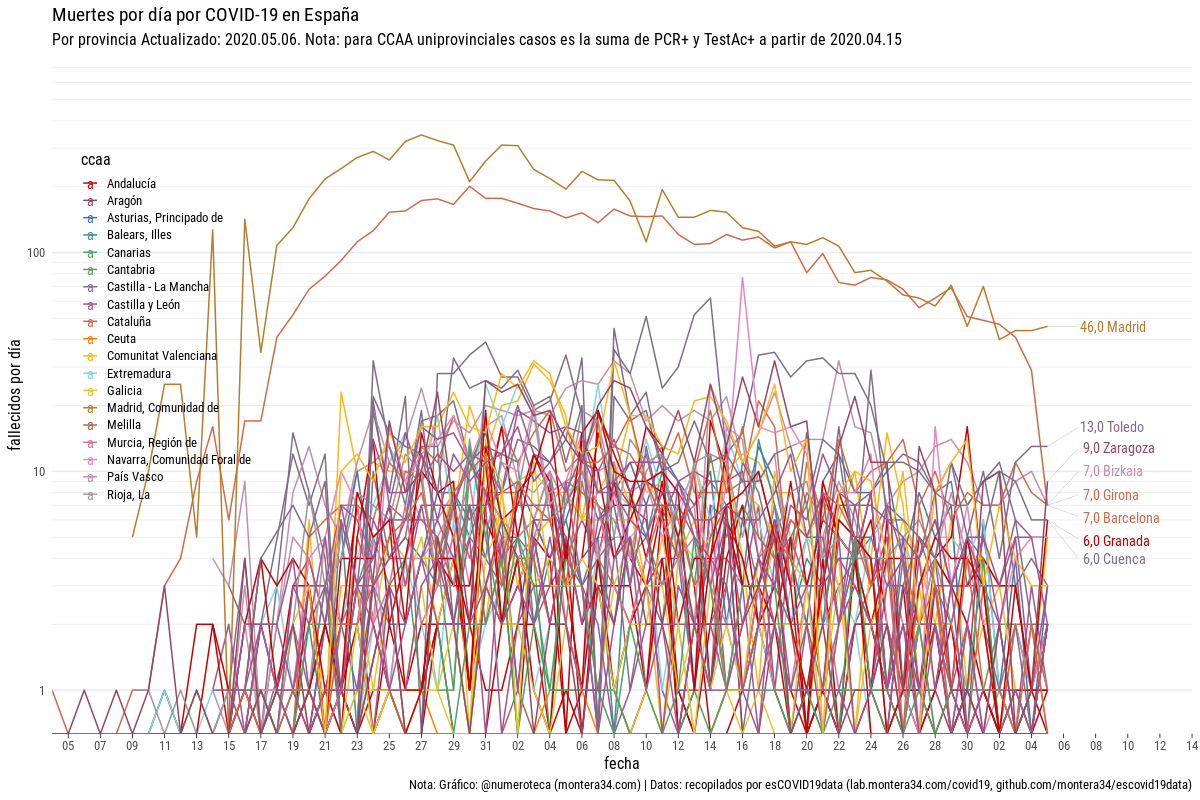 Muertes por día por COVID-19 en España
Por provincia Actualizado: 2020.05.06. Nota: para CCAA uniprovinciales casos es la suma de PCR+ y TestAc+ a partir de 2020.04.15
fallecidos por día
100
10
1
ccaa
Andalucía
Aragón
Asturias, Principado de
Balears, Illes
Canarias
Cantabria
Castilla - La Mancha
Castilla y León
Cataluña
Ceuta
Comunitat Valenciana
Extremadura
Galicia
Madrid, Comunidad de
Melilla
Murcia, Región de
Navarra, Comunidad Foral de
País Vasco
Rioja, La
46,0 Madrid
13,0 Toledo
9,0 Zaragoza
7,0 Bizkaia
7,0 Girona
7,0 Barcelona
6,0 Granada
6,0 Cuenca
05 07 09 11 13 15 17 19 21 23 25 27 29 31 02 04 06 08 10 12 14 16 18 20 22 24 26 28 30 02 04 06 08 10 12 14
fecha
Nota: Gráfico: @numeroteca (montera34.com) | Datos: recopilados por esCOVID19data (lab.montera34.com/covid19, github.com/montera34/escovid19data)